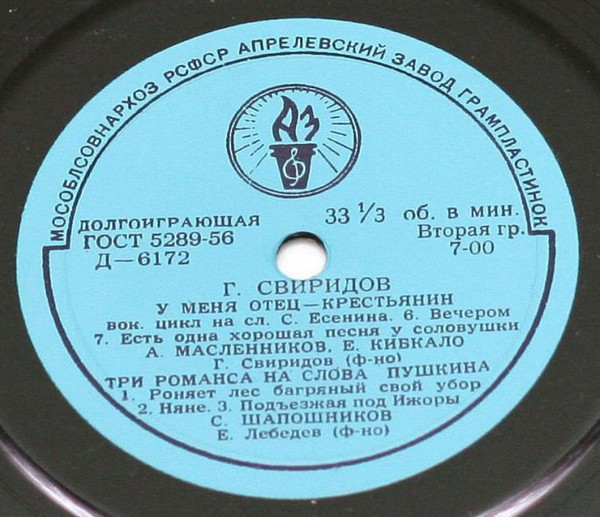 МОСОБЛСОВНАРХОЗ РСФСР АПРЕЛЕВСКИЙ ЗАВОД ГРАМПЛАСТИНОК
АЗ
ДОЛГОИГРАЮЩАЯ
ГОСТ 5289-56
Д—6172
33 1/3 об. в мин.
Вторая гр.
7-00
Г. СВИРИДОВ
У МЕНЯ ОТЕЦ—КРЕСТЬЯНИН
вок. цикл на сл. С. Есенина. 6. Вечером
7. Есть одна хорошая песня у соловушки
А. МАСЛЕННИКОВ, Е. КИБКАЛО
Г. Свиридов (ф-но)
ТРИ РОМАНСА НА СЛОВА ПУШКИНА
1. Роняет лес багряный свой убор
2. Няне. 3. Подъезжая под Ижоры
С. ШАПОШНИКОВ
Е. Лебедев (ф-но)